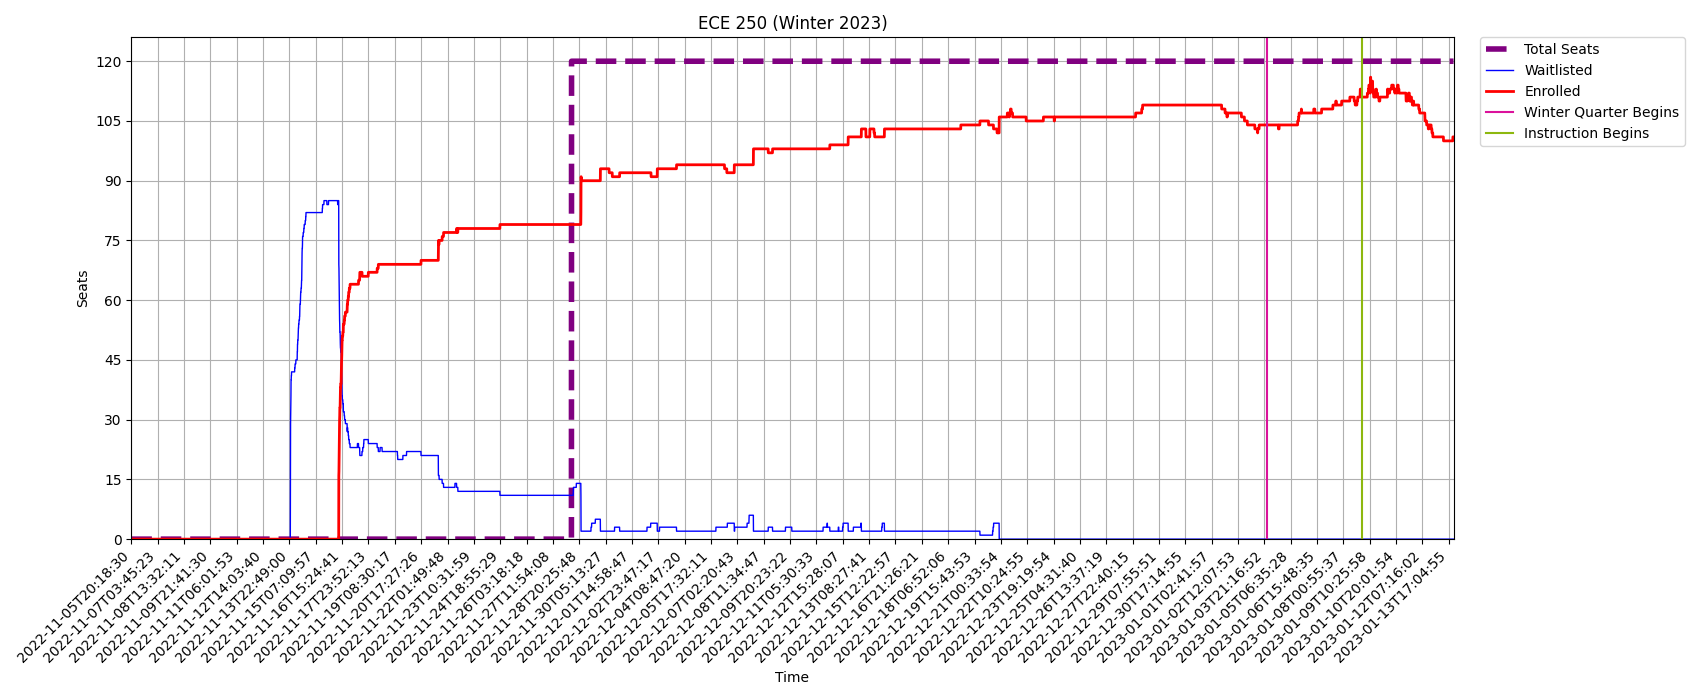 ECE 250 (Winter 2023)
Total Seats
Waitlisted
Enrolled
Winter Quarter Begins
Instruction Begins
Seats
120
105
90
75
60
45
30
15
0
2022-11-05T20:18:30
2022-11-07T03:45:23
2022-11-08T13:32:11
2022-11-09T21:41:30
2022-11-11T06:01:53
2022-11-12T14:03:40
2022-11-13T22:49:00
2022-11-15T07:09:57
2022-11-16T15:24:41
2022-11-17T23:52:13
2022-11-19T08:30:17
2022-11-20T17:27:26
2022-11-22T01:49:48
2022-11-23T10:31:59
2022-11-24T18:55:29
2022-11-26T03:18:18
2022-11-27T11:54:08
2022-11-28T20:25:48
2022-11-30T05:13:27
2022-12-01T14:58:47
2022-12-02T23:47:17
2022-12-04T08:47:20
2022-12-05T17:32:11
2022-12-07T02:20:43
2022-12-08T11:34:47
2022-12-09T20:23:22
2022-12-11T05:30:33
2022-12-12T15:28:07
2022-12-13T08:27:41
2022-12-15T12:22:57
2022-12-16T21:26:21
2022-12-18T06:52:06
2022-12-19T15:43:53
2022-12-21T00:33:54
2022-12-22T10:24:55
2022-12-23T19:19:54
2022-12-25T04:31:40
2022-12-26T13:37:19
2022-12-27T22:40:15
2022-12-29T07:55:51
2022-12-30T17:14:55
2023-01-01T02:41:57
2023-01-02T12:07:53
2023-01-03T21:16:52
2023-01-05T06:35:28
2023-01-06T15:48:35
2023-01-08T00:55:37
2023-01-09T10:25:58
2023-01-10T20:01:54
2023-01-12T07:16:02
2023-01-13T17:04:55
Time